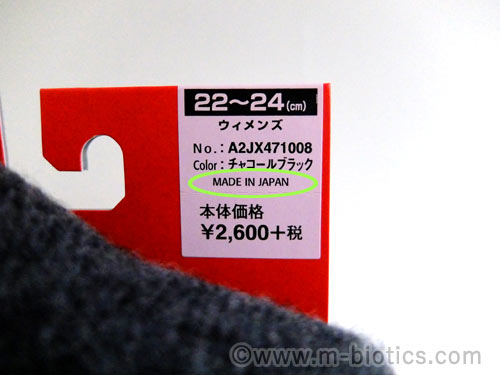 22～24(cm)
ウィメンズ
No.: A2JX471008
Color: チャコールブラック
MADE IN JAPAN
本体価格
¥2,600+税
©www.m-biotics.com